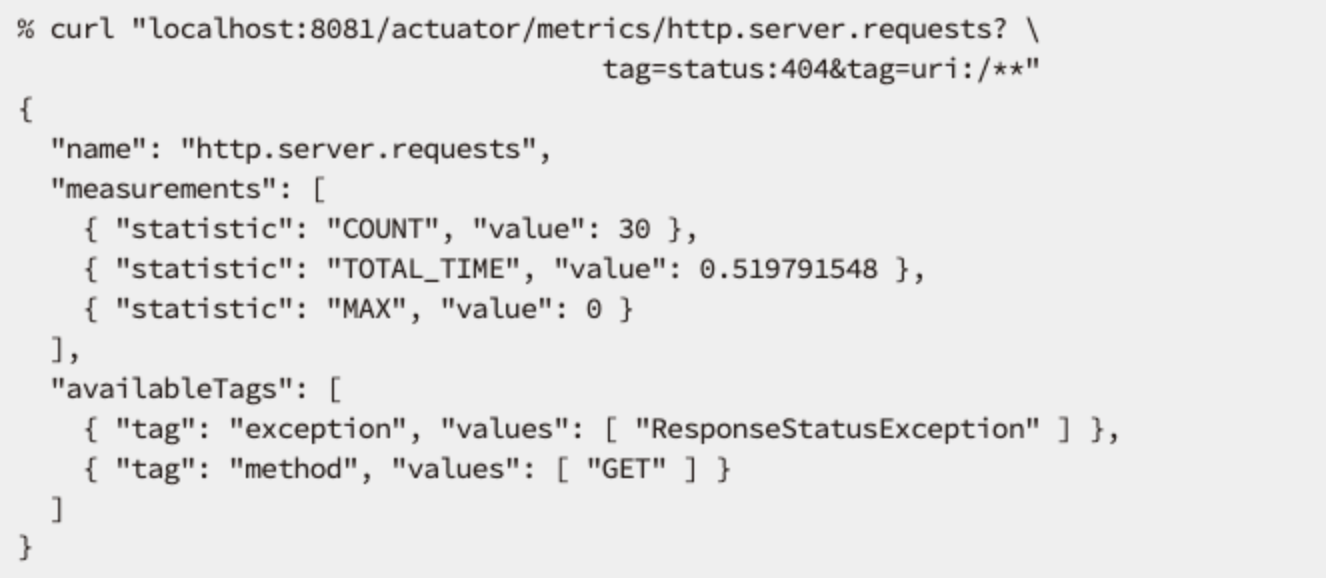 % curl "localhost:8081/actuator/metrics/http.server.requests? \
                                    tag=status:404&tag=uri:/**"
{
  "name": "http.server.requests",
  "measurements": [
    { "statistic": "COUNT", "value": 30 },
    { "statistic": "TOTAL_TIME", "value": 0.519791548 },
    { "statistic": "MAX", "value": 0 }
  ],
  "availableTags": [
    { "tag": "exception", "values": [ "ResponseStatusException" ] },
    { "tag": "method", "values": [ "GET" ] }
  ]
}